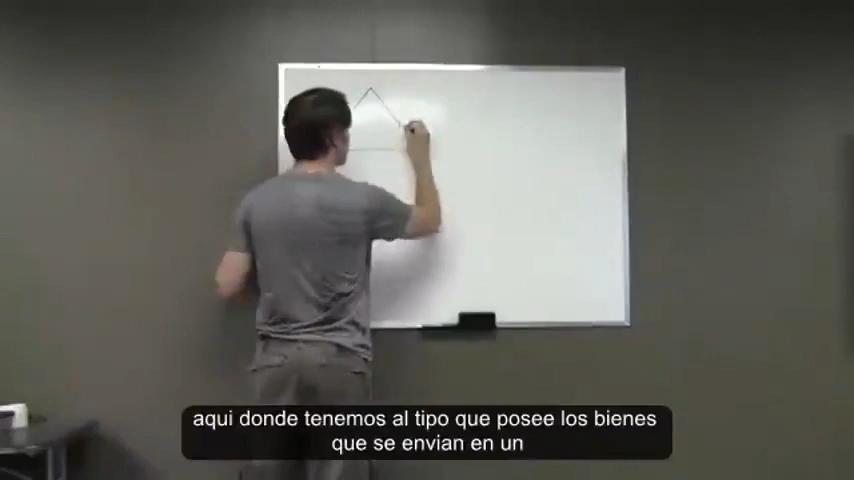 aqui donde tenemos al tipo que posee los bienes
que se envian en un